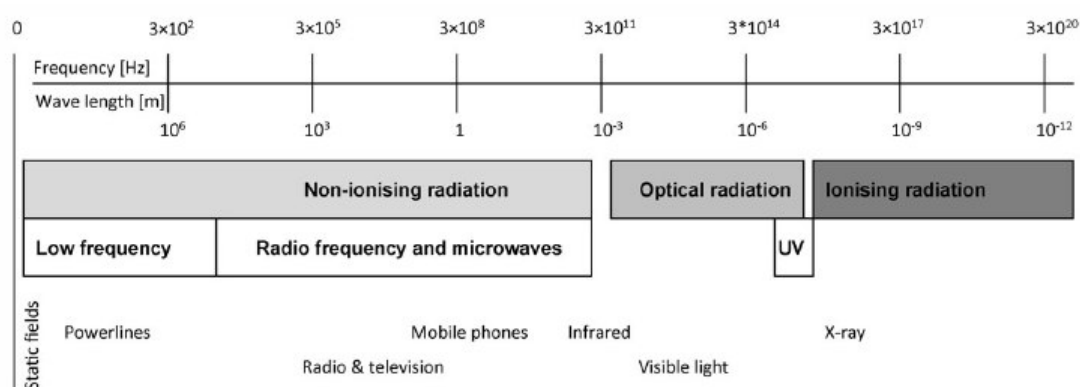 0 3×10² 3×10⁵ 3×10⁸ 3×10¹¹ 3*10¹⁴ 3×10¹⁷ 3×10²⁰
Frequency [Hz]
Wave length [m]
10⁶ 10³ 1 10⁻³ 10⁻⁶ 10⁻⁹ 10⁻¹²
Non-ionising radiation Optical radiation Ionising radiation
Low frequency Radio frequency and microwaves UV
Static fields
Powerlines Mobile phones Infrared X-ray
Radio & television Visible light